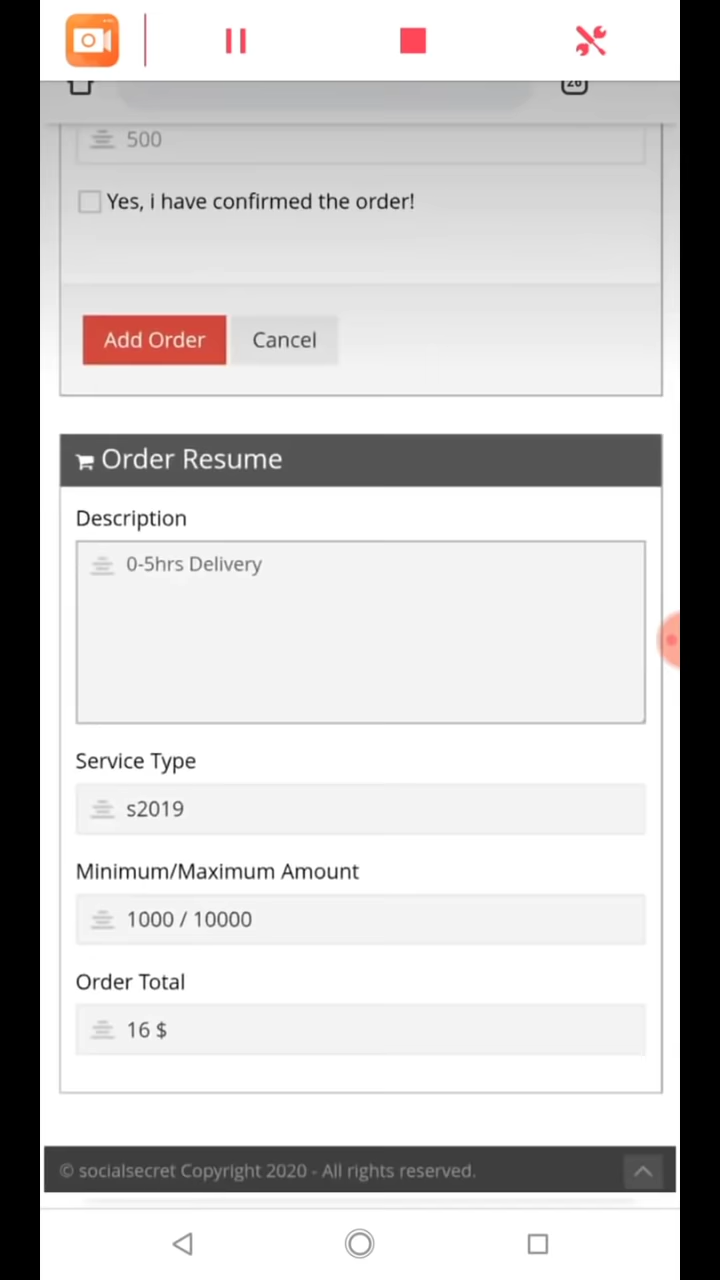 26
500
Yes, i have confirmed the order!
Add Order
Cancel
Order Resume
Description
0-5hrs Delivery
Service Type
s2019
Minimum/Maximum Amount
1000 / 10000
Order Total
16 $
© socialsecret Copyright 2020 - All rights reserved.